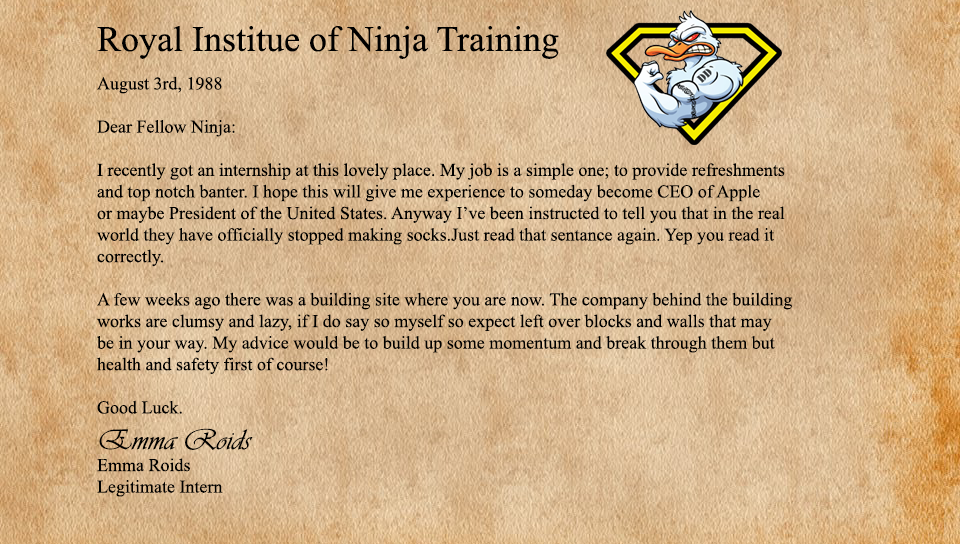 Royal Institue of Ninja Training
DD
August 3rd, 1988
Dear Fellow Ninja:
I recently got an internship at this lovely place. My job is a simple one; to provide refreshments
and top notch banter. I hope this will give me experience to someday become CEO of Apple
or maybe President of the United States. Anyway I’ve been instructed to tell you that in the real
world they have officially stopped making socks.Just read that sentance again. Yep you read it
correctly.
A few weeks ago there was a building site where you are now. The company behind the building
works are clumsy and lazy, if I do say so myself so expect left over blocks and walls that may
be in your way. My advice would be to build up some momentum and break through them but
health and safety first of course!
Good Luck.
Emma Roids
Emma Roids
Legitimate Intern